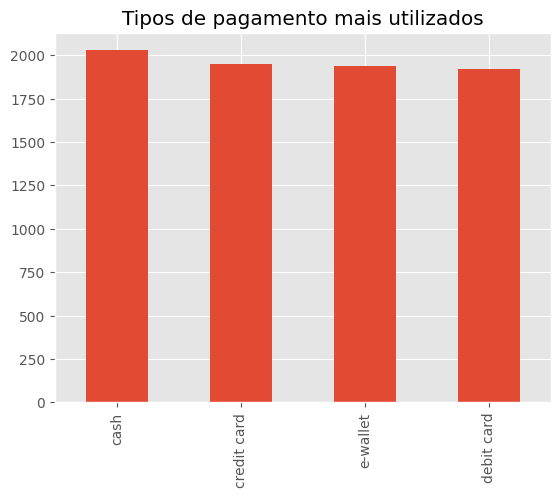 Tipos de pagamento mais utilizados
2000
1750
1500
1250
1000
750
500
250
0
cash
credit card
e-wallet
debit card